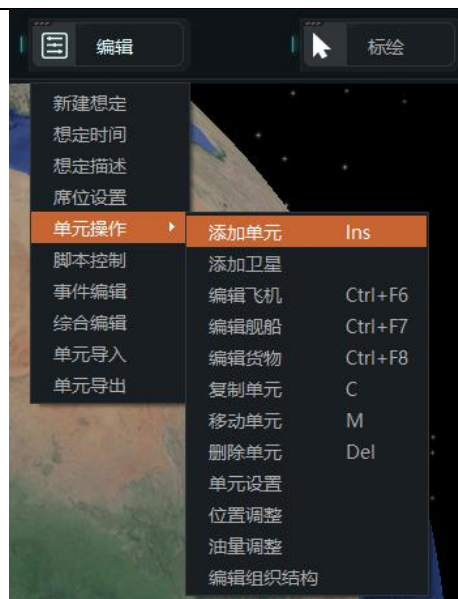 编辑
标绘
新建想定
想定时间
想定描述
席位设置
单元操作
脚本控制
事件编辑
综合编辑
单元导入
单元导出
添加单元 Ins
添加卫星
编辑飞机 Ctrl+F6
编辑舰船 Ctrl+F7
编辑货物 Ctrl+F8
复制单元 C
移动单元 M
删除单元 Del
单元设置
位置调整
油量调整
编辑组织结构